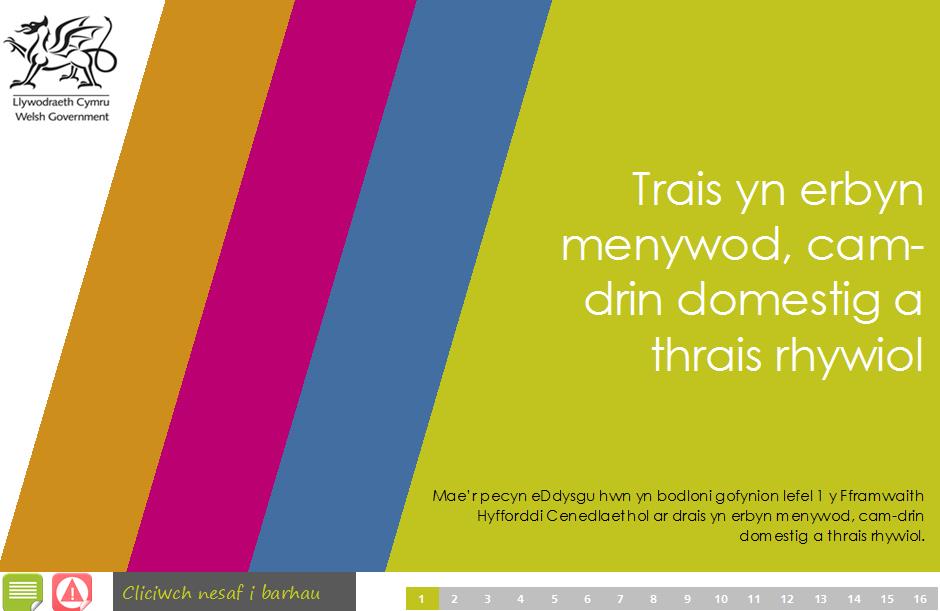 Llywodraeth Cymru
Welsh Government
Trais yn erbyn
menywod, cam-
drin domestig a
thrais rhywiol
Mae'r pecyn eDdysgu hwn yn bodloni gofynion lefel 1 y Fframwaith
Hyfforddi Cenedlaethol ar drais yn erbyn menywod, cam-drin
domestig a thrais rhywiol.
Cliciwch nesaf i barhau
1 2 3 4 5 6 7 8 9 10 11 12 13 14 15 16